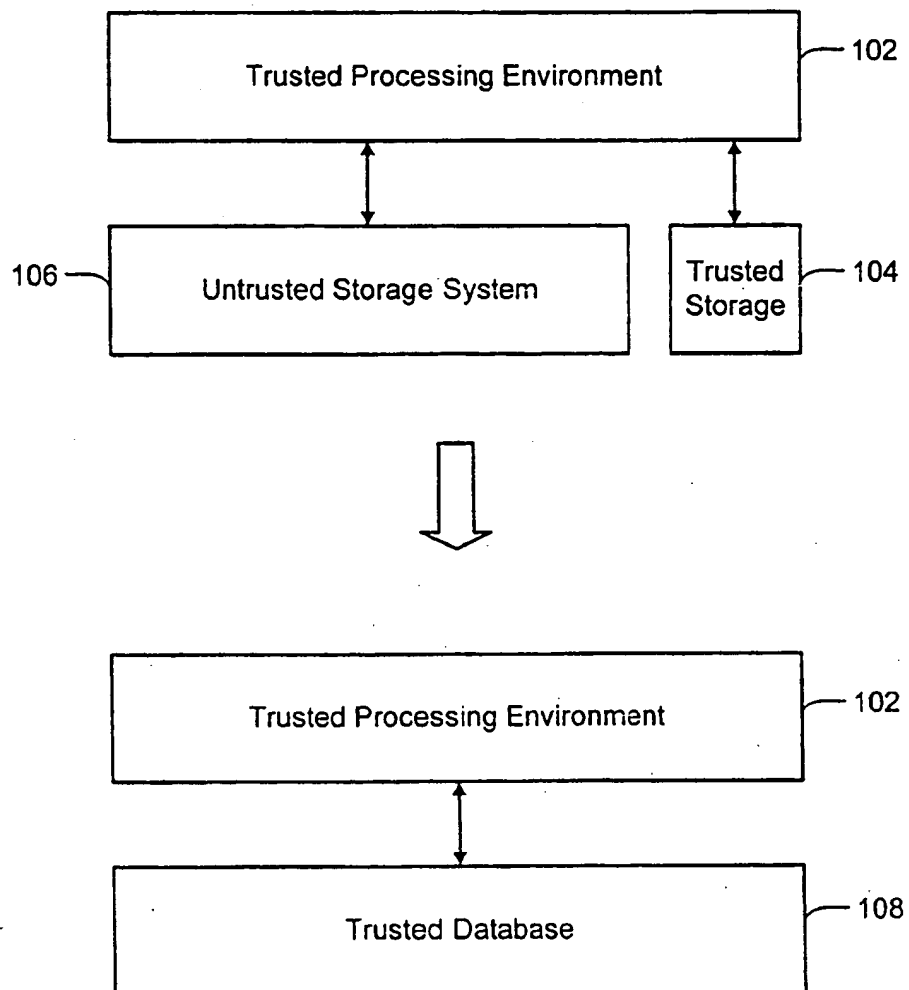 Trusted Processing Environment
102
106
Untrusted Storage System
Trusted
Storage
104
Trusted Processing Environment
102
Trusted Database
108